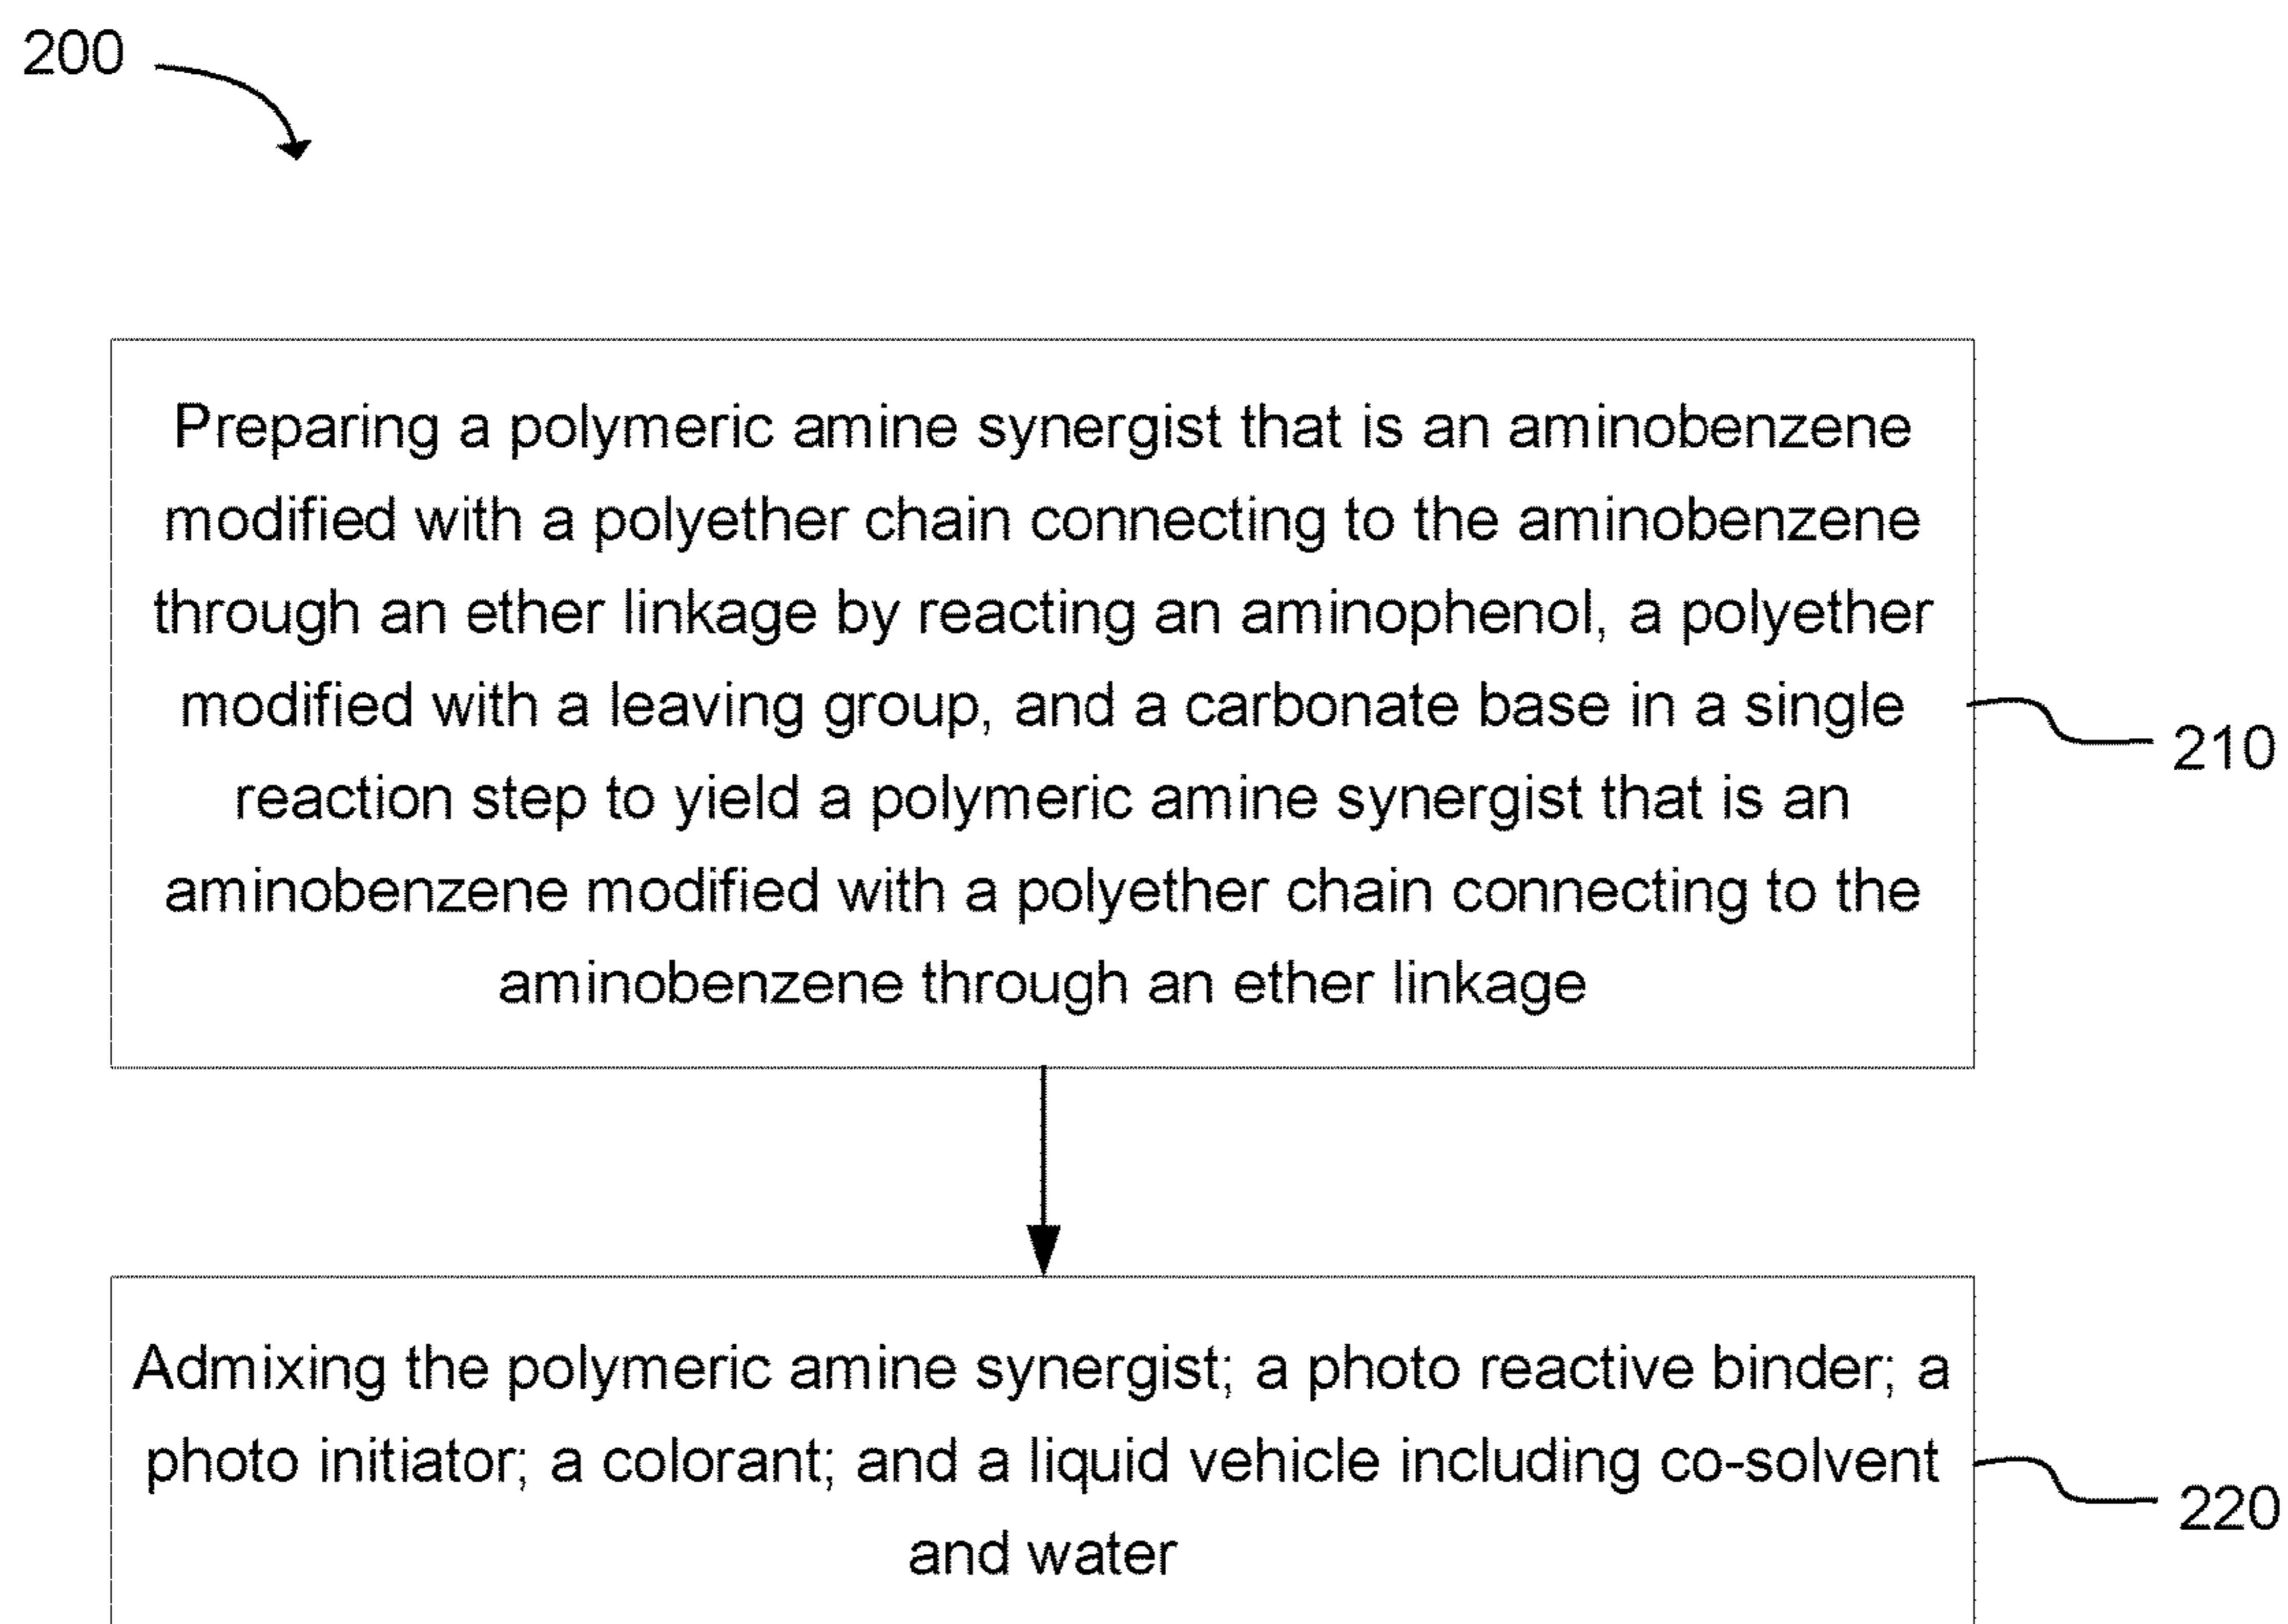 200
Preparing a polymeric amine synergist that is an aminobenzene
modified with a polyether chain connecting to the aminobenzene
through an ether linkage by reacting an aminophenol, a polyether
modified with a leaving group, and a carbonate base in a single
reaction step to yield a polymeric amine synergist that is an
aminobenzene modified with a polyether chain connecting to the
aminobenzene through an ether linkage
210
Admixing the polymeric amine synergist; a photo reactive binder; a
photo initiator; a colorant; and a liquid vehicle including co-solvent
and water
220